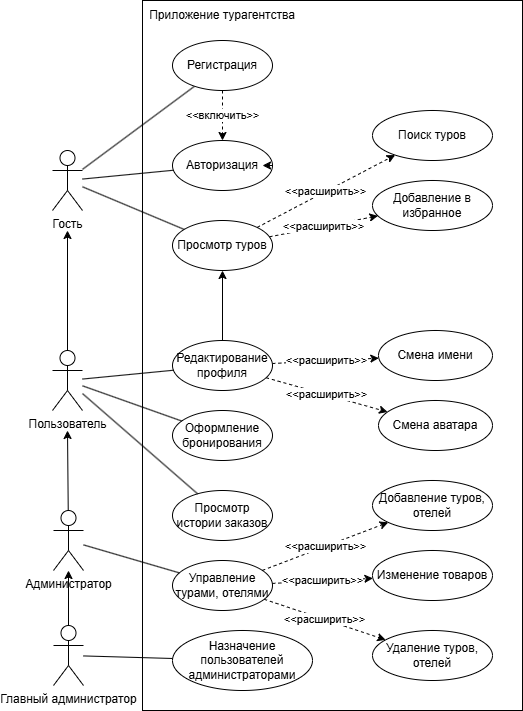 Приложение турагентства
Регистрация
<<включить>>
Поиск туров
Авторизация
<<расширить>>
Добавление в
избранное
Гость
<<расширить>>
Просмотр туров
Редактирование
профиля
<<расширить>>
Смена имени
<<расширить>>
Пользователь
Оформление
бронирования
Смена аватара
Добавление туров,
отелей
Просмотр
истории заказов
<<расширить>>
Администратор
Управление
турами, отелями
<<расширить>>
Изменение товаров
<<расширить>>
Назначение
пользователей
администраторами
Удаление туров,
отелей
Главный администратор